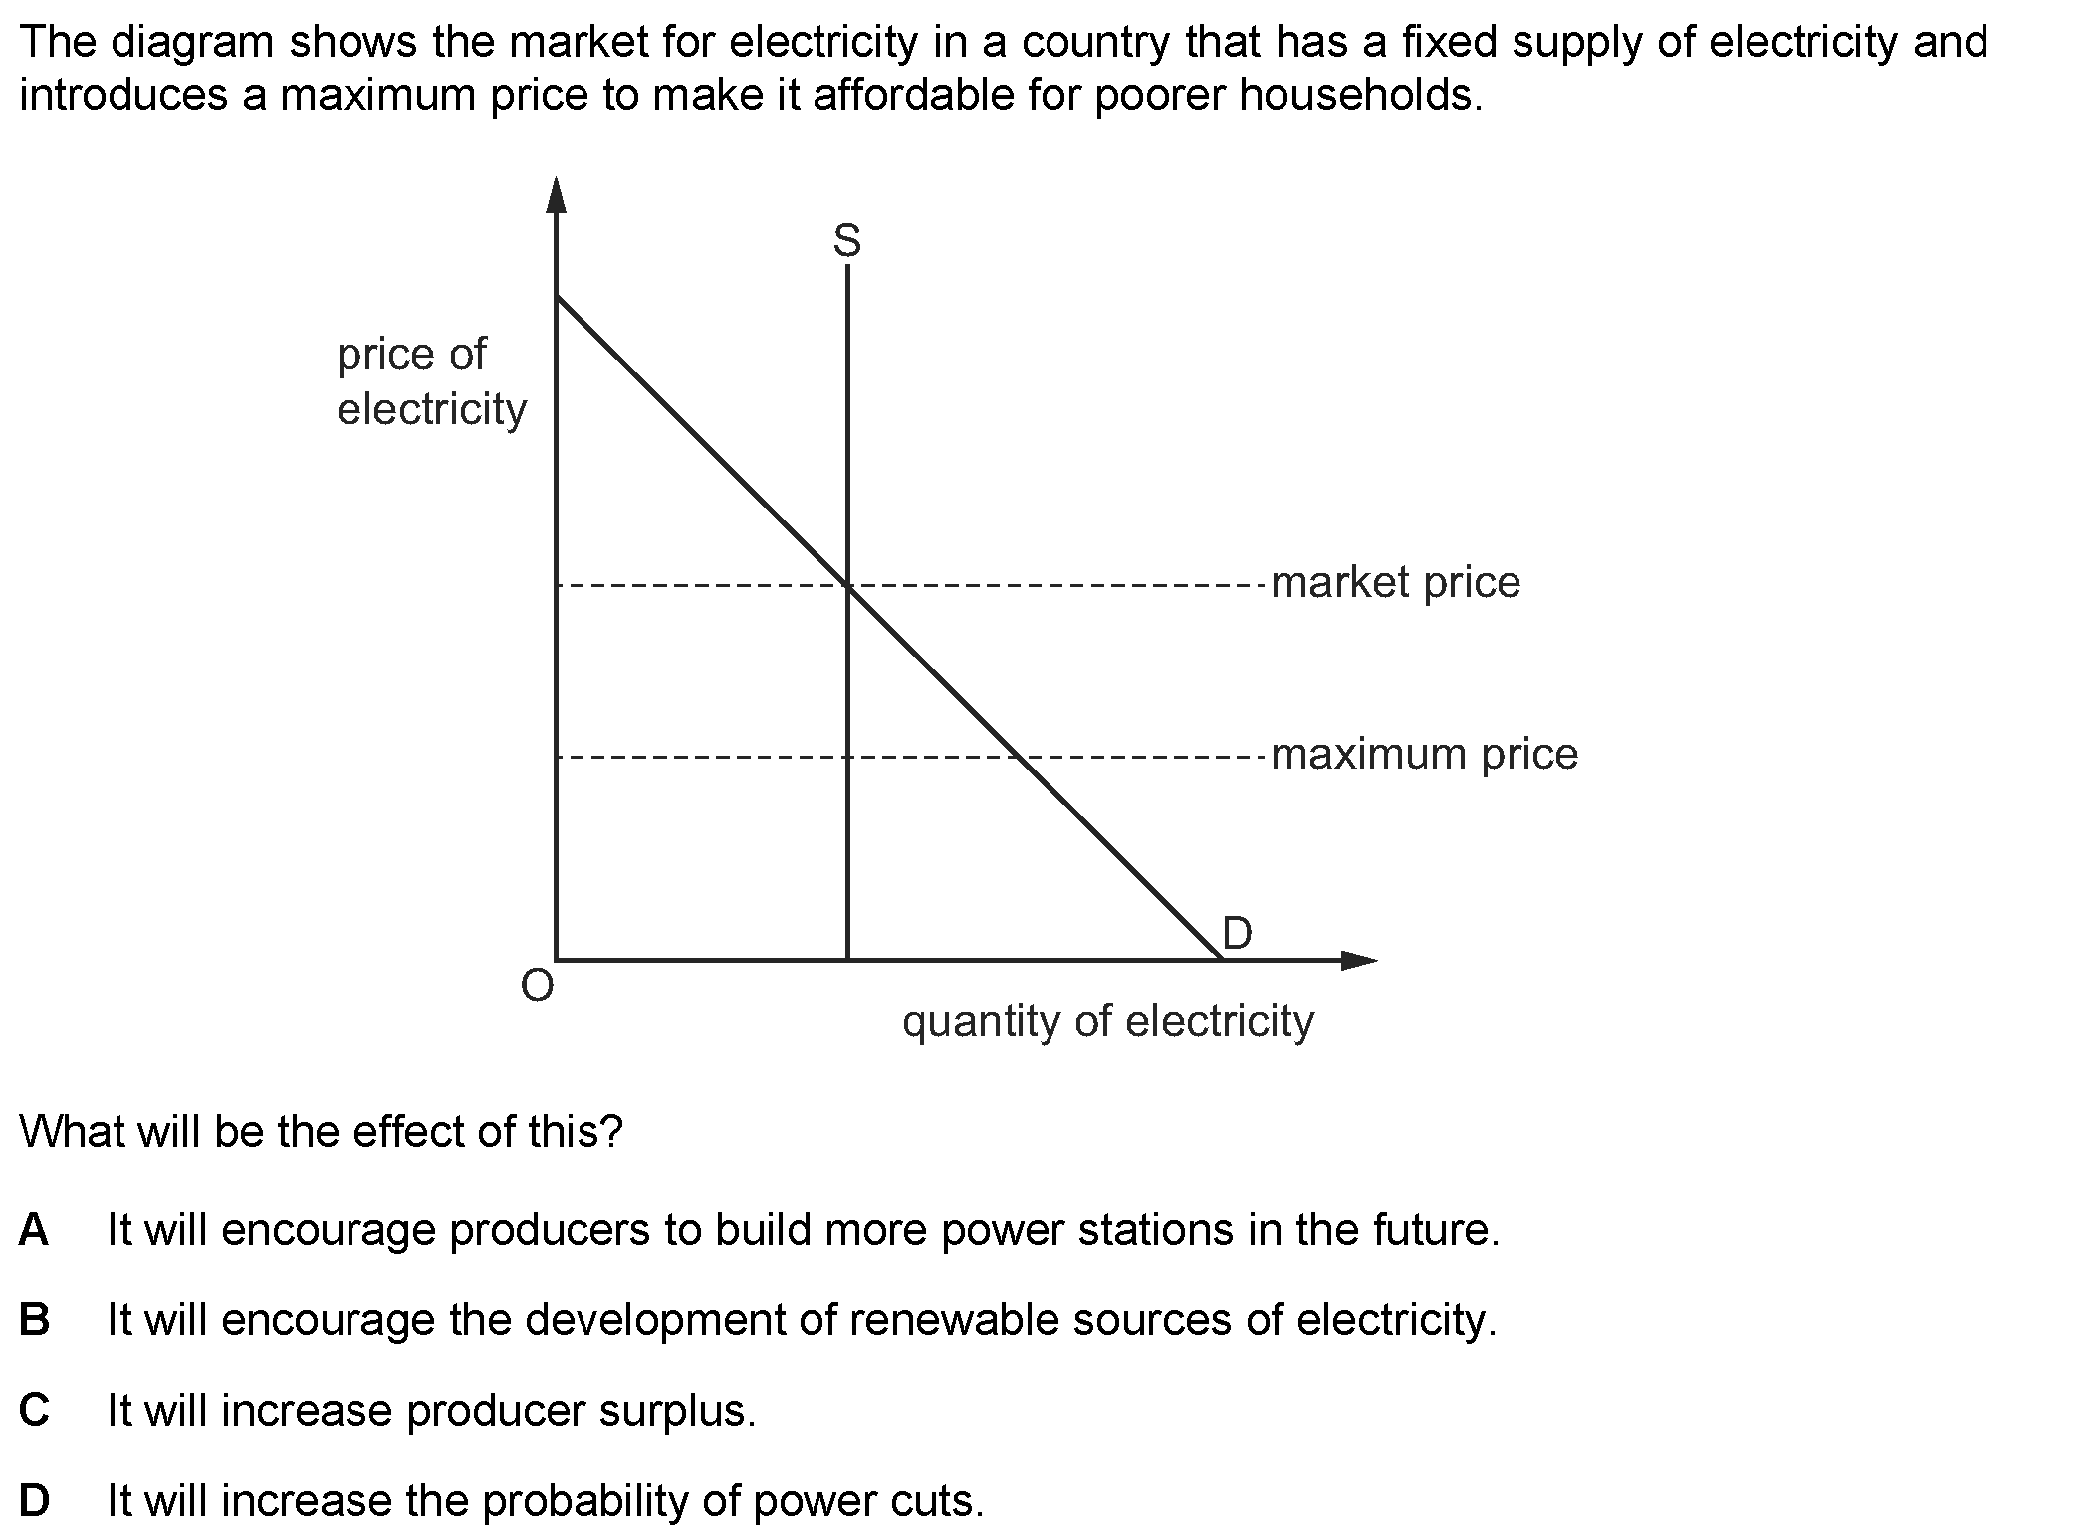 The diagram shows the market for electricity in a country that has a fixed supply of electricity and
introduces a maximum price to make it affordable for poorer households.
S
price of
electricity
market price
maximum price
D
O
quantity of electricity
What will be the effect of this?
A It will encourage producers to build more power stations in the future.
B It will encourage the development of renewable sources of electricity.
C It will increase producer surplus.
D It will increase the probability of power cuts.